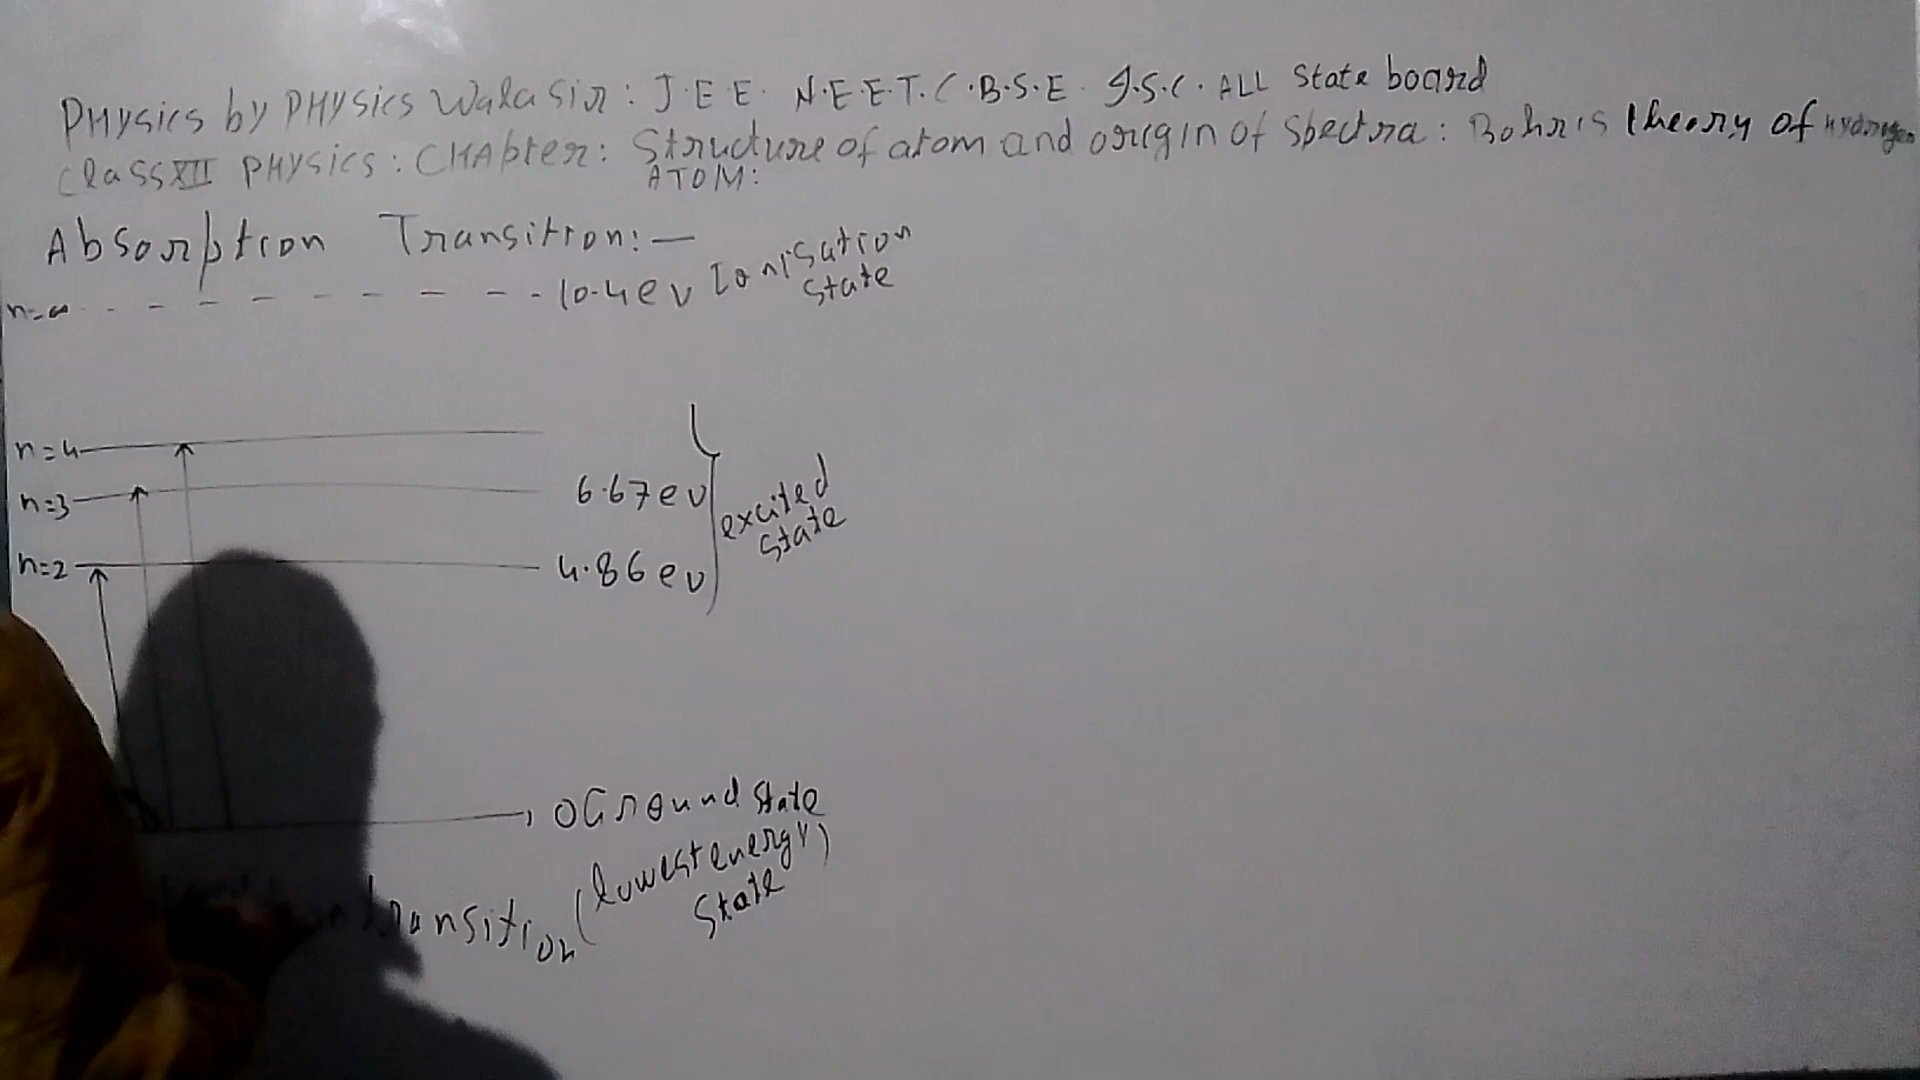 Physics by PHYSICS Wala Sir: J.E.E. N.E.E.T. C.B.S.E. I.S.C. ALL State board
Class XII PHYSICS: CHAPter: Structure of atom and origin of Spectra: Bohr's theory of Hydrogen
ATOM:
Absorption Transition:—
n=∞ - - - - - - - - 10.4ev Ionisation
State
n=4
n=3 6.67ev
excited
State
n=2 4.86ev
0 Ground State
(lowest energy)
State
transition